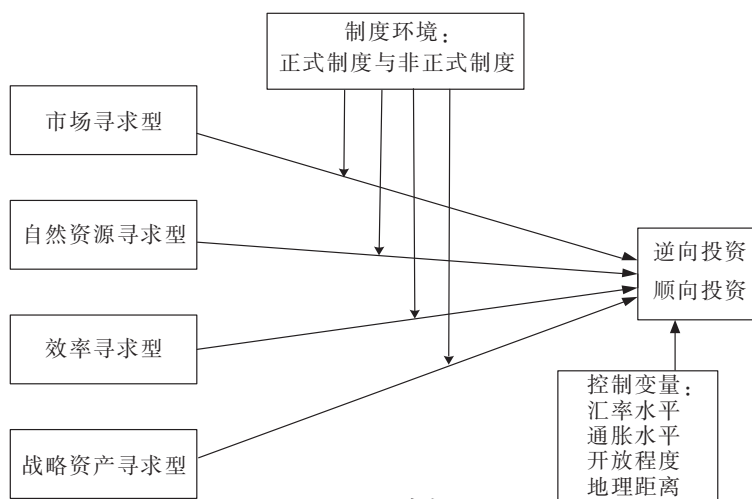 制度环境：
正式制度与非正式制度
市场寻求型
自然资源寻求型
效率寻求型
战略资产寻求型
逆向投资
顺向投资
控制变量：
汇率水平
通胀水平
开放程度
地理距离